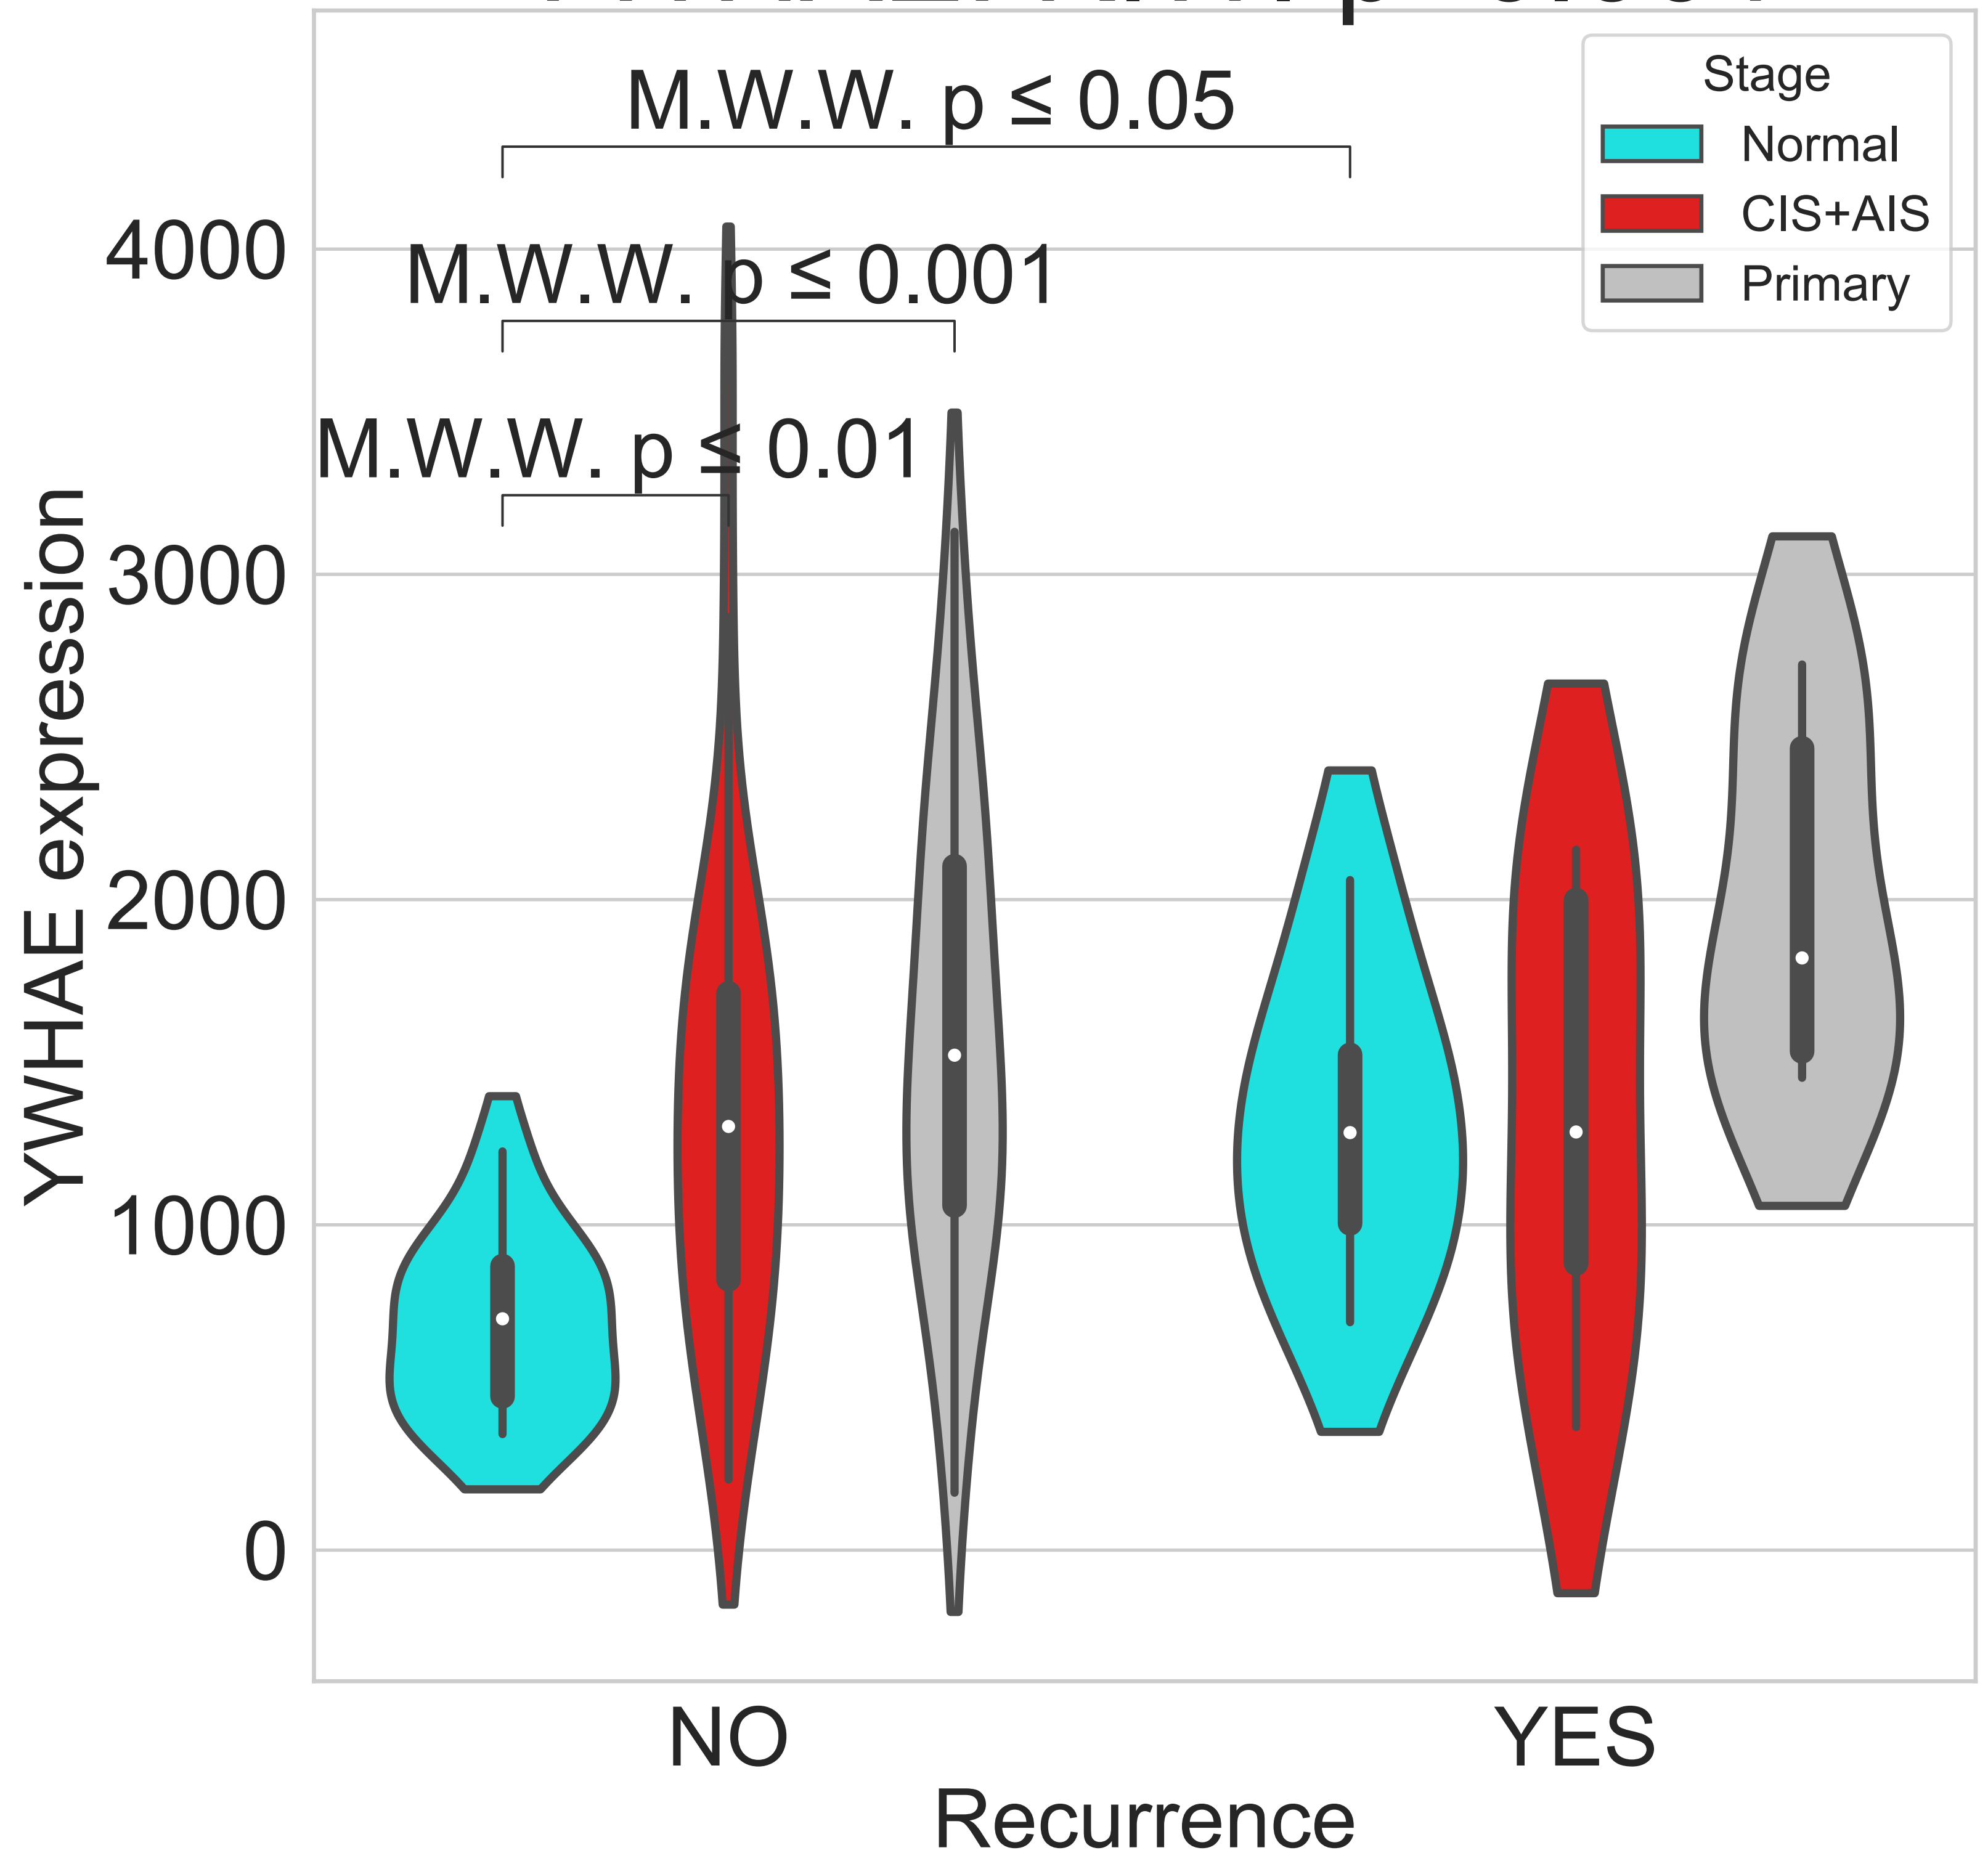 M.W.W. p ≤ 0.05
M.W.W. p ≤ 0.001
M.W.W. p ≤ 0.01
Stage
Normal
CIS+AIS
Primary
YWHAE expression
4000
3000
2000
1000
0
NO
YES
Recurrence